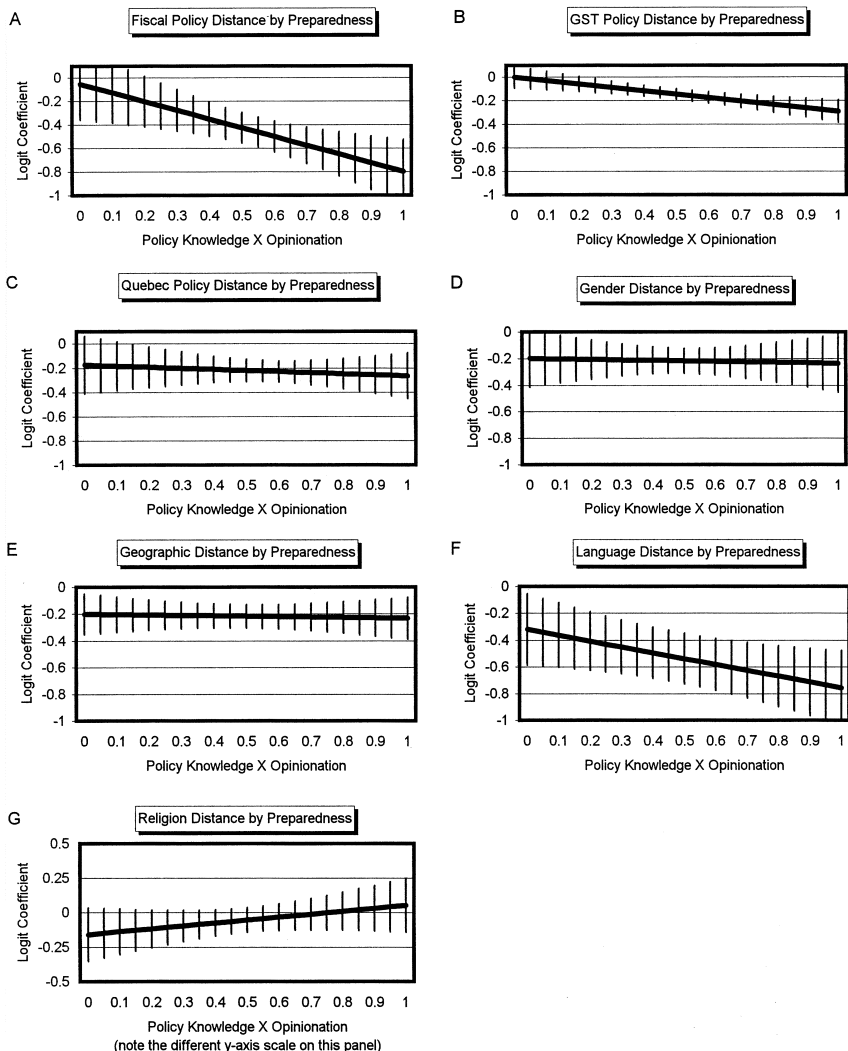 A
Fiscal Policy Distance by Preparedness
Logit Coefficient
0
-0.2
-0.4
-0.6
-0.8
-1
0 0.1 0.2 0.3 0.4 0.5 0.6 0.7 0.8 0.9 1
Policy Knowledge X Opinionation
B
GST Policy Distance by Preparedness
Logit Coefficient
0
-0.2
-0.4
-0.6
-0.8
-1
0 0.1 0.2 0.3 0.4 0.5 0.6 0.7 0.8 0.9 1
Policy Knowledge X Opinionation
C
Quebec Policy Distance by Preparedness
Logit Coefficient
0
-0.2
-0.4
-0.6
-0.8
-1
0 0.1 0.2 0.3 0.4 0.5 0.6 0.7 0.8 0.9 1
Policy Knowledge X Opinionation
D
Gender Distance by Preparedness
Logit Coefficient
0
-0.2
-0.4
-0.6
-0.8
-1
0 0.1 0.2 0.3 0.4 0.5 0.6 0.7 0.8 0.9 1
Policy Knowledge X Opinionation
E
Geographic Distance by Preparedness
Logit Coefficient
0
-0.2
-0.4
-0.6
-0.8
-1
0 0.1 0.2 0.3 0.4 0.5 0.6 0.7 0.8 0.9 1
Policy Knowledge X Opinionation
F
Language Distance by Preparedness
Logit Coefficient
0
-0.2
-0.4
-0.6
-0.8
-1
0 0.1 0.2 0.3 0.4 0.5 0.6 0.7 0.8 0.9 1
Policy Knowledge X Opinionation
G
Religion Distance by Preparedness
Logit Coefficient
0.5
0.25
0
-0.25
-0.5
0 0.1 0.2 0.3 0.4 0.5 0.6 0.7 0.8 0.9 1
Policy Knowledge X Opinionation
(note the different y-axis scale on this panel)